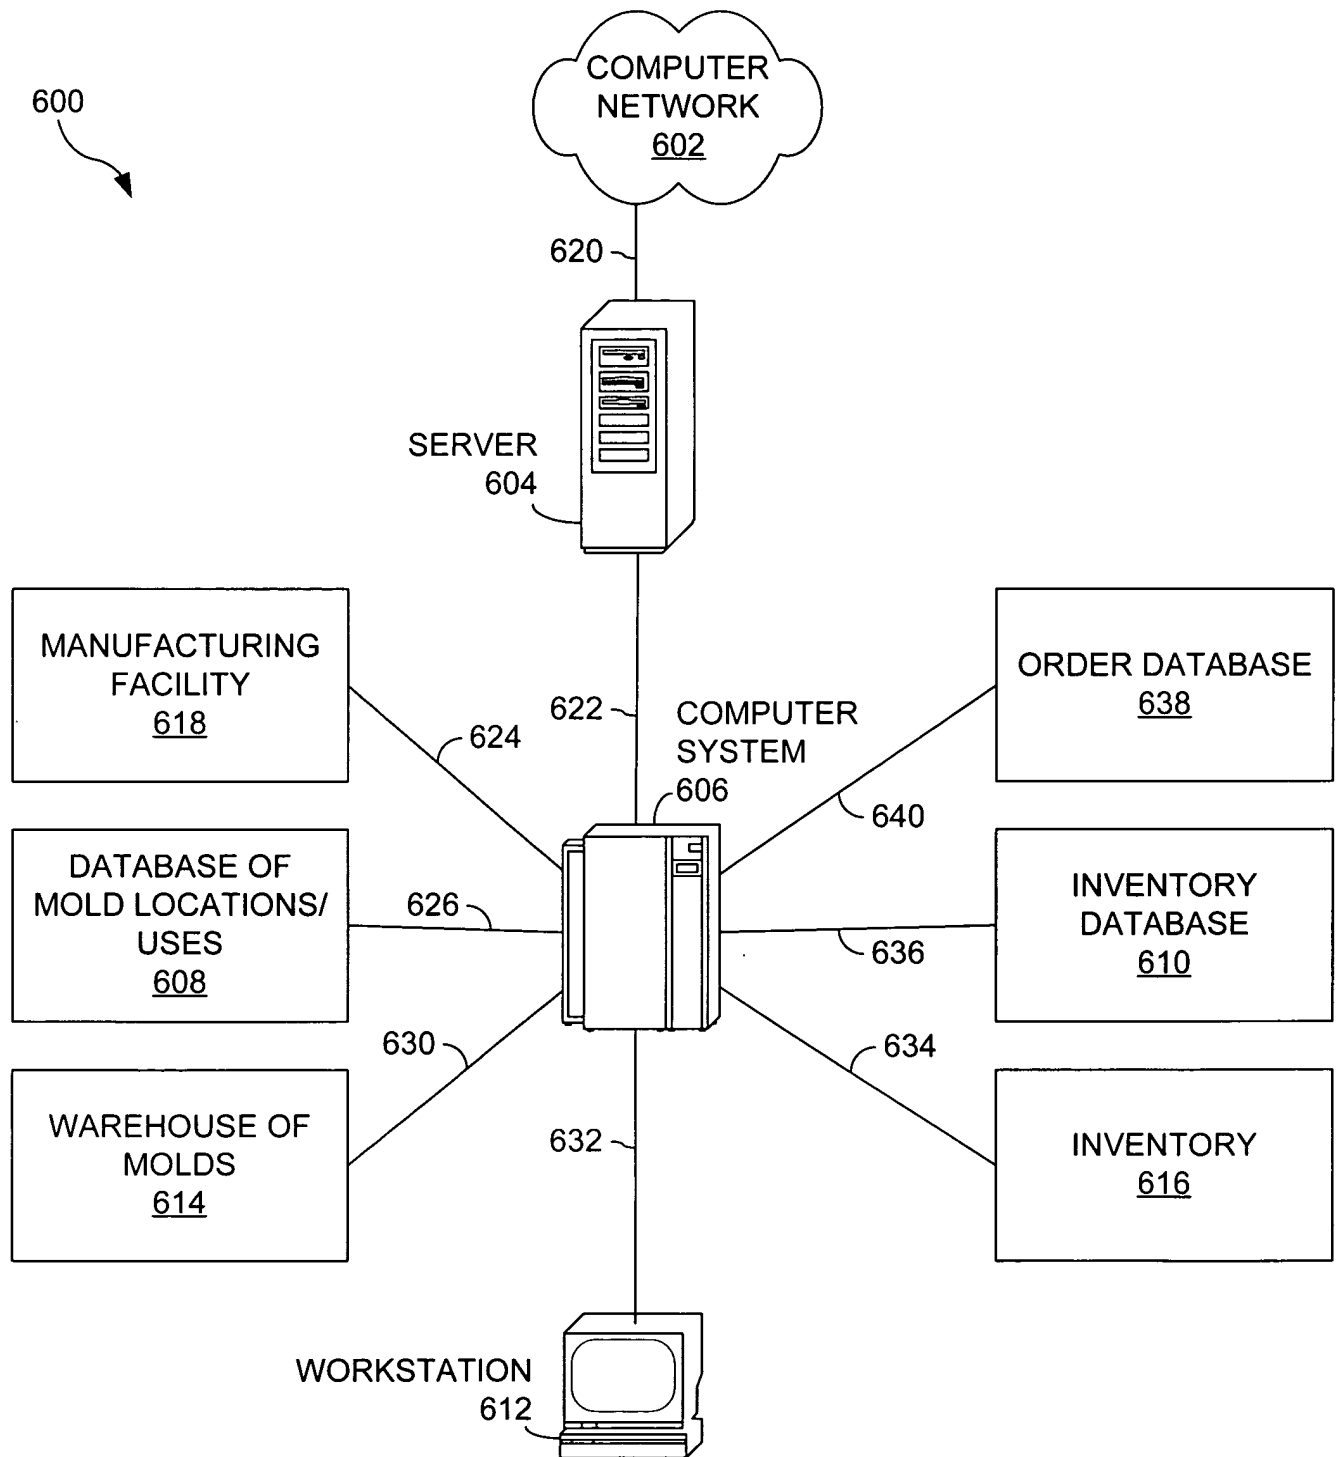 COMPUTER
NETWORK
602
600
620
SERVER
604
MANUFACTURING
FACILITY
618
624
622
COMPUTER
SYSTEM
606
ORDER DATABASE
638
640
DATABASE OF
MOLD LOCATIONS/
USES
608
626
636
INVENTORY
DATABASE
610
630
634
WAREHOUSE OF
MOLDS
614
632
INVENTORY
616
WORKSTATION
612